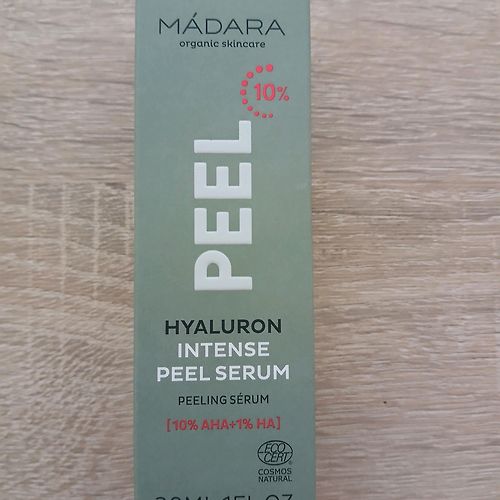 MÁDARA
organic skincare
10%
PEEL
HYALURON
INTENSE
PEEL SERUM
PEELING SÉRUM
[10% AHA+1% HA]
ECO
CERT
COSMOS
NATURAL